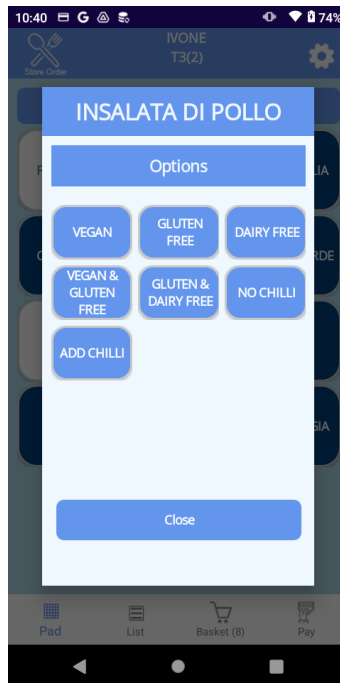 10:40
G
74%
IVONE
T3(2)
Store Order
INSALATA DI POLLO
Options
VEGAN
GLUTEN
FREE
DAIRY FREE
VEGAN &
GLUTEN
FREE
GLUTEN &
DAIRY FREE
NO CHILLI
ADD CHILLI
Close
Pad
List
Basket (8)
Pay